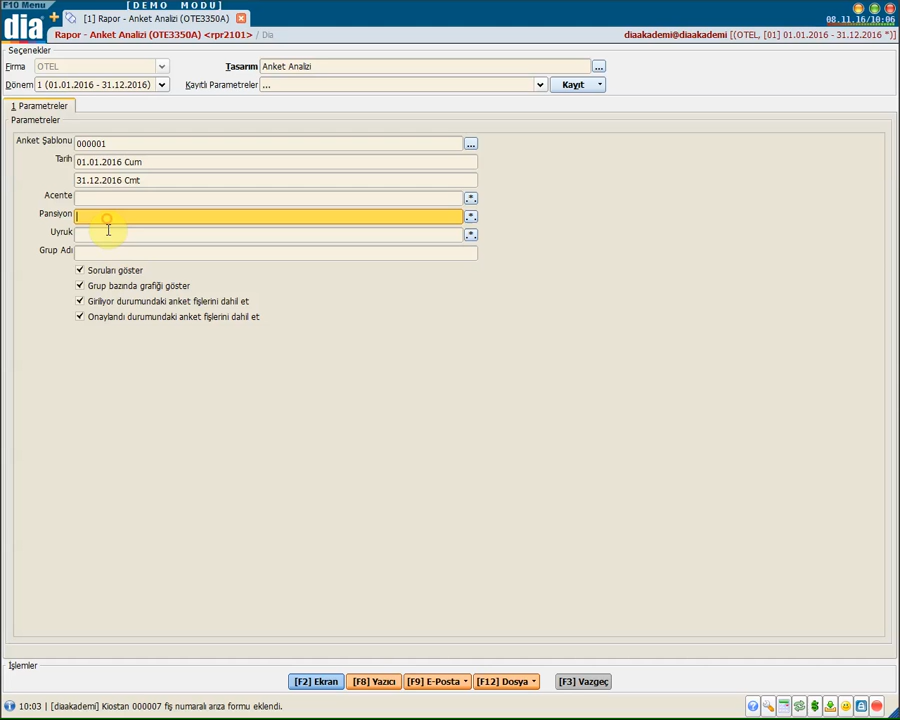 F10 Menu
[DEMO MODU]
dia
[1] Rapor - Anket Analizi (OTE3350A)
08.11.16/10:06
Rapor - Anket Analizi (OTE3350A) <rpr2101> / Dia
diaakademi@diaakademi [(OTEL, [01] 01.01.2016 - 31.12.2016 ")]
Seçenekler
Firma OTEL
Tasarım Anket Analizi ...
Dönem 1 (01.01.2016 - 31.12.2016)
Kayıtlı Parametreler ...
Kayıt
1 Parametreler
Parametreler
Anket Şablonu 000001 ...
Tarih 01.01.2016 Cum
31.12.2016 Cmt
Acente .*.
Pansiyon .*.
Uyruk .*.
Grup Adı
Soruları göster
Grup bazında grafiği göster
Giriliyor durumundaki anket fişlerini dahil et
Onaylandı durumundaki anket fişlerini dahil et
İşlemler
[F2] Ekran [F8] Yazıcı [F9] E-Posta [F12] Dosya [F3] Vazgeç
10:03 | [diaakademi] Kiostan 000007 fiş numaralı arıza formu eklendi.